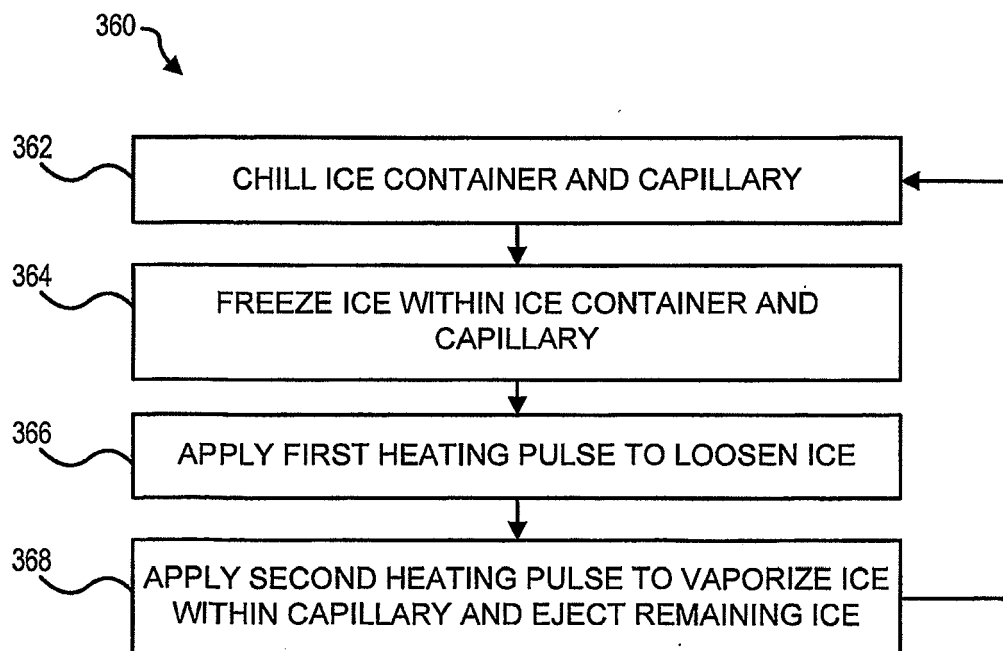 360
362
CHILL ICE CONTAINER AND CAPILLARY
364
FREEZE ICE WITHIN ICE CONTAINER AND
CAPILLARY
366
APPLY FIRST HEATING PULSE TO LOOSEN ICE
368
APPLY SECOND HEATING PULSE TO VAPORIZE ICE
WITHIN CAPILLARY AND EJECT REMAINING ICE